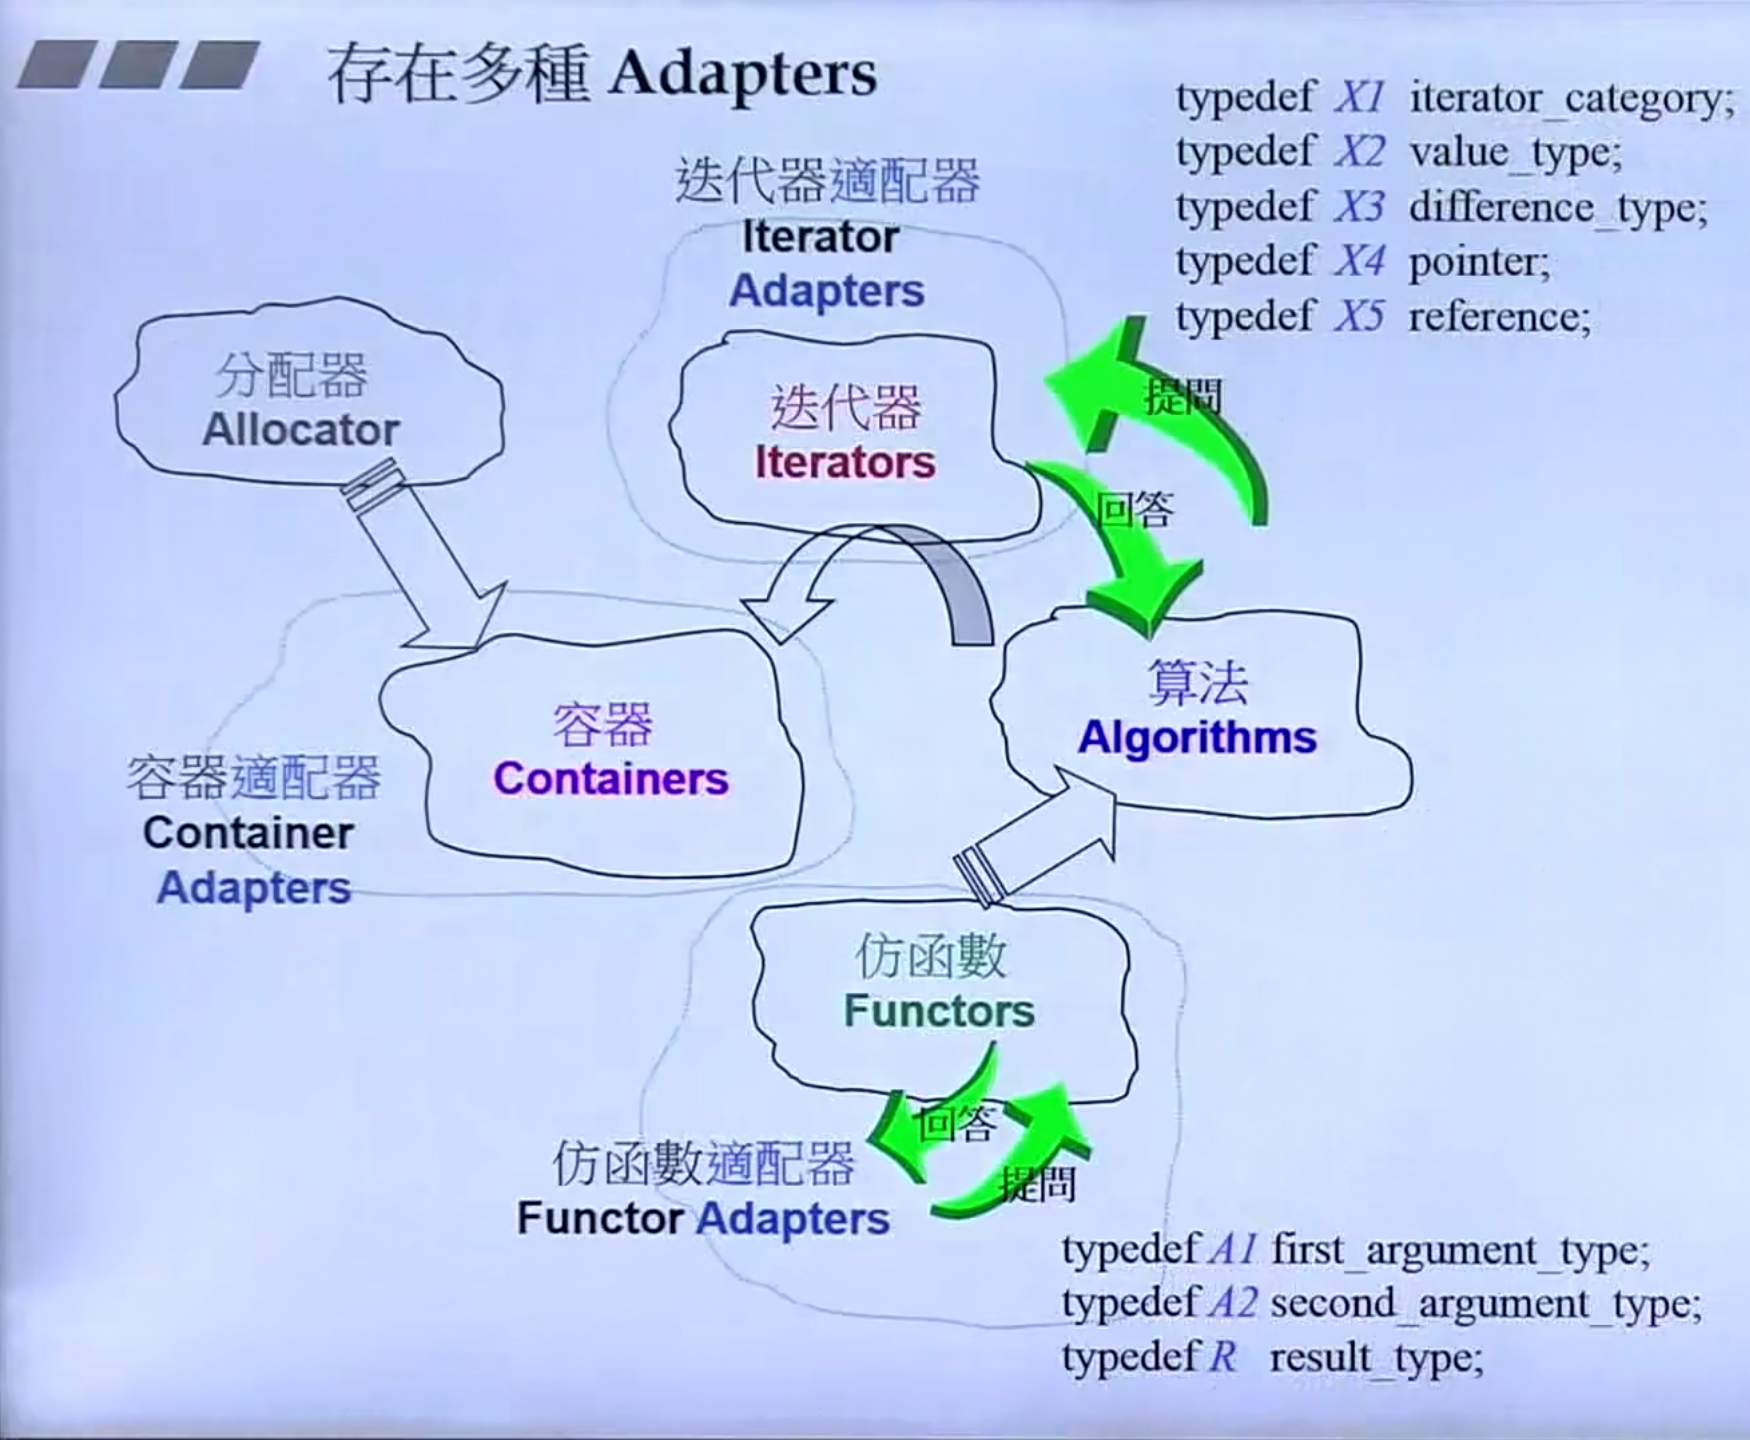 存在多種 Adapters
typedef X1 iterator_category;
typedef X2 value_type;
typedef X3 difference_type;
typedef X4 pointer;
typedef X5 reference;
迭代器適配器
Iterator
Adapters
分配器
Allocator
迭代器
Iterators
提問
回答
容器
Containers
算法
Algorithms
容器適配器
Container
Adapters
仿函數
Functors
回答
提問
仿函數適配器
Functor Adapters
typedef A1 first_argument_type;
typedef A2 second_argument_type;
typedef R result_type;